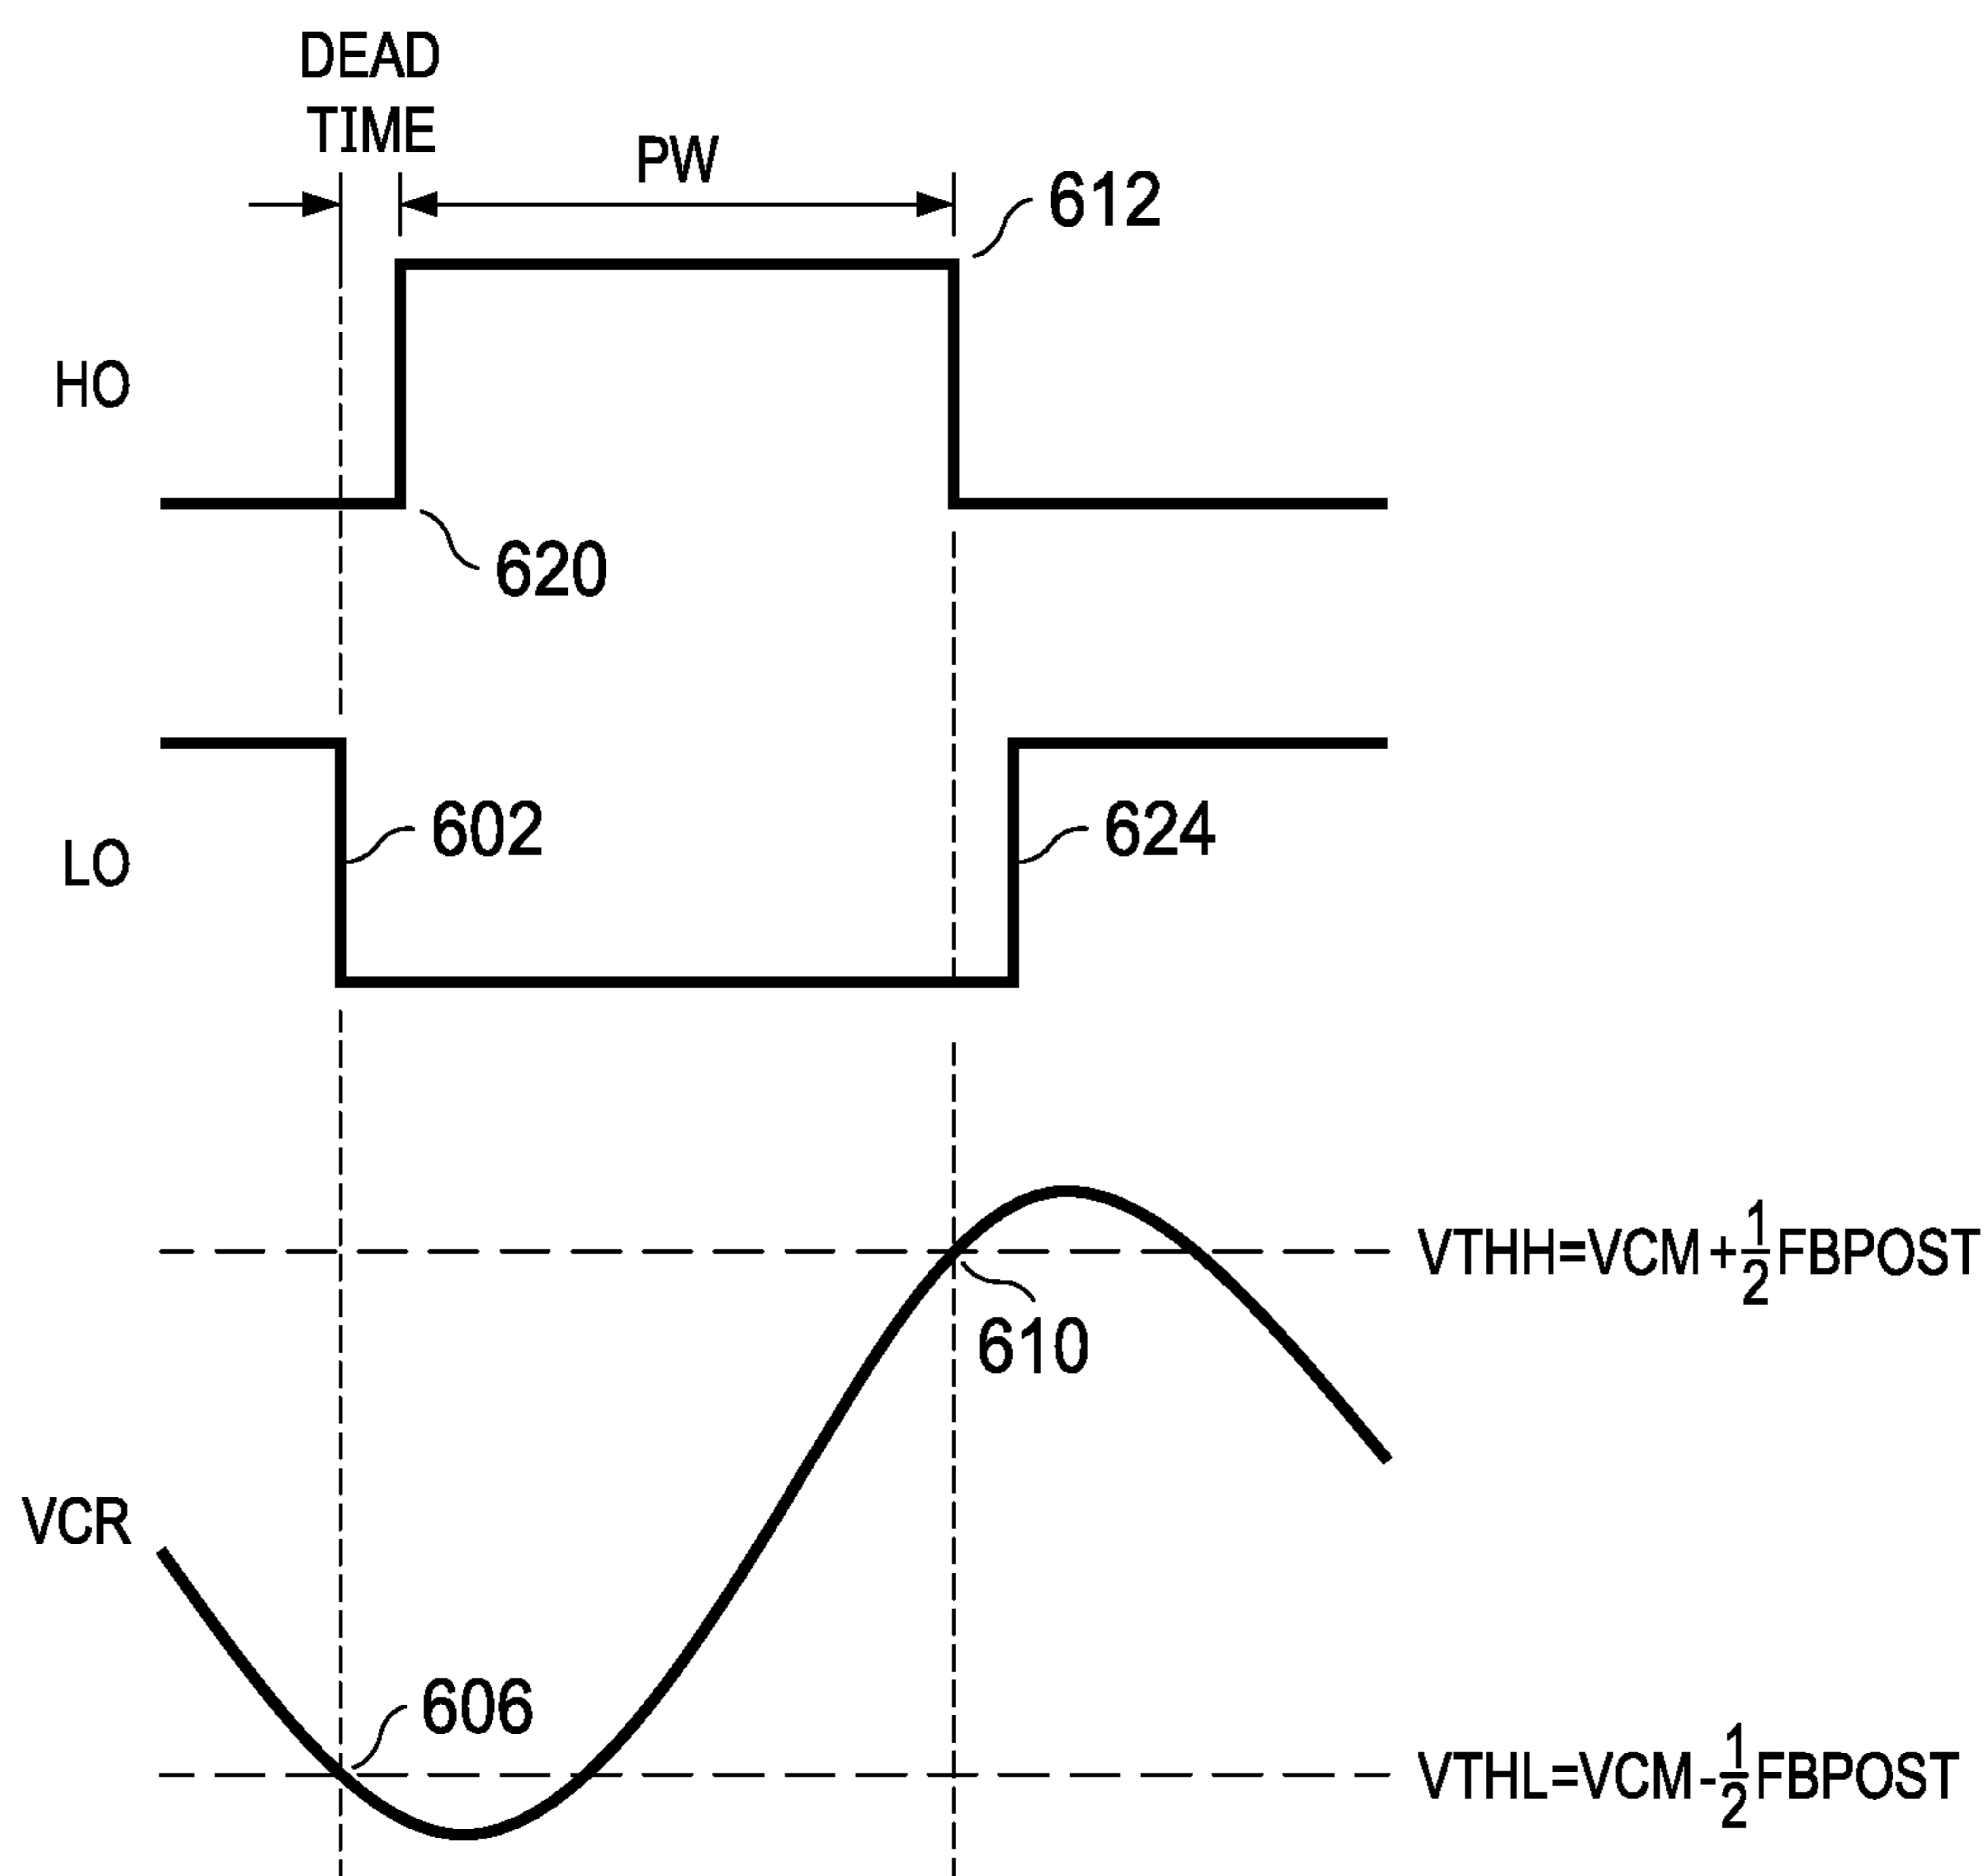 DEAD
TIME
PW
612
HO
620
602
624
LO
VTHH=VCM+1/2FBPOST
610
VCR
606
VTHL=VCM-1/2FBPOST